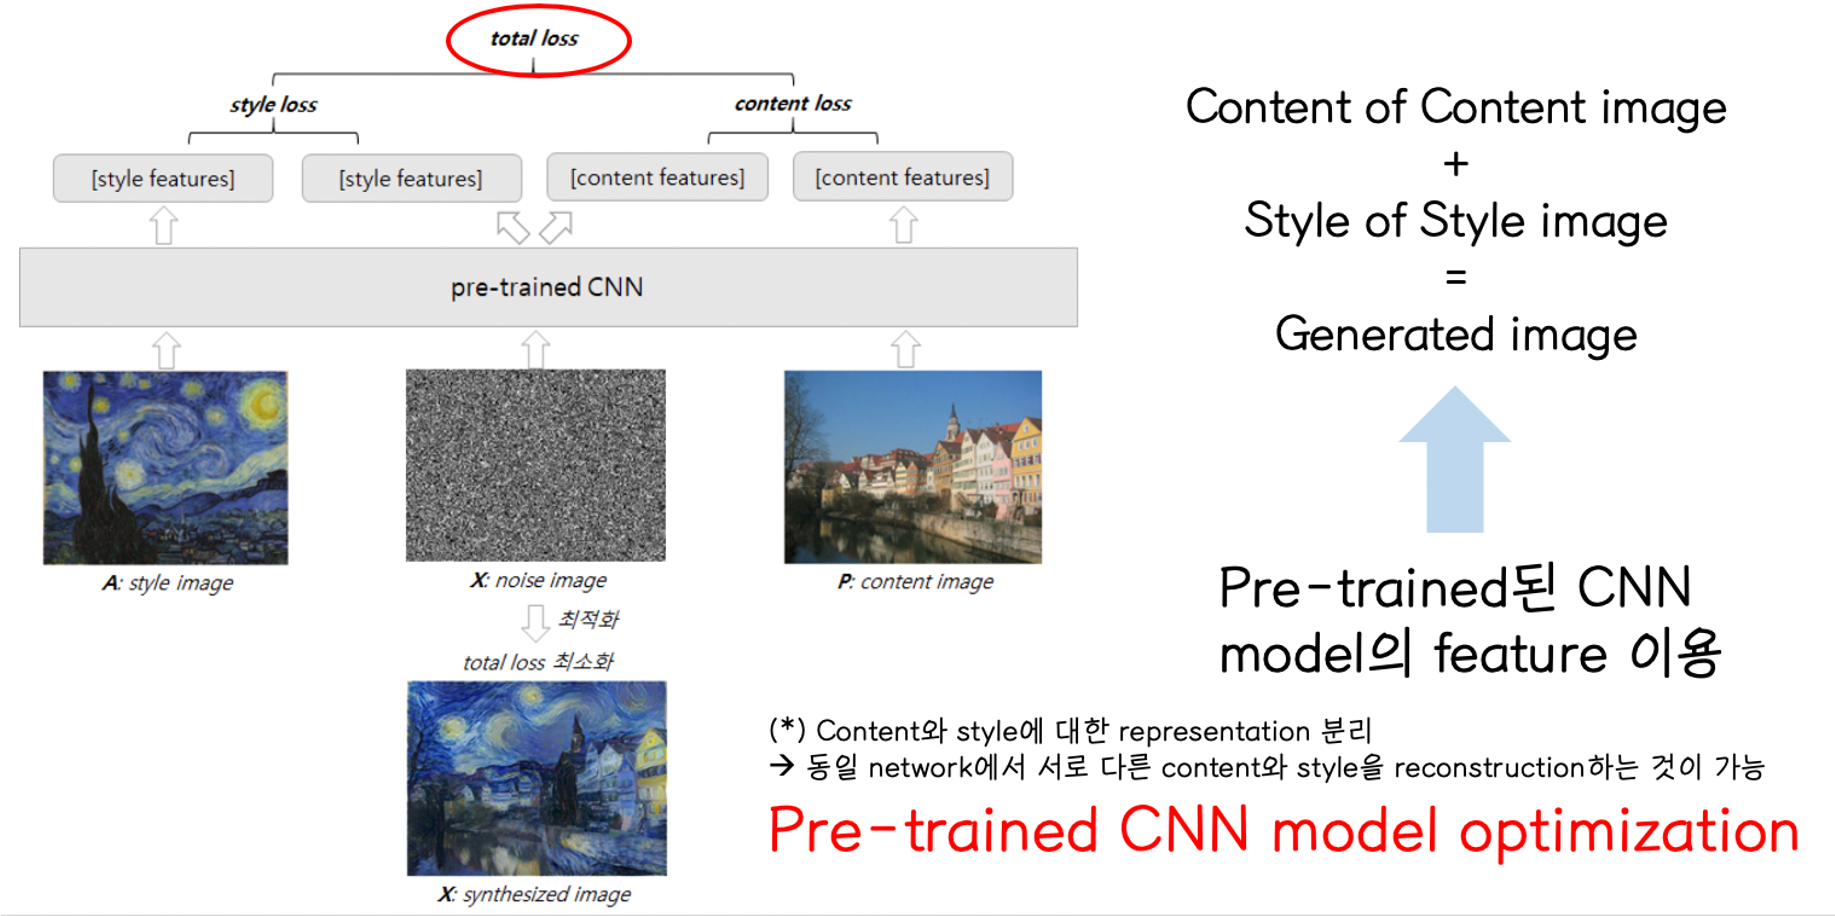 total loss
style loss
content loss
[style features]
[style features]
[content features]
[content features]
pre-trained CNN
A: style image
X: noise image
P: content image
최적화
total loss 최소화
X: synthesized image
Content of Content image
+
Style of Style image
=
Generated image
Pre-trained된 CNN
model의 feature 이용
(*) Content와 style에 대한 representation 분리
→ 동일 network에서 서로 다른 content와 style을 reconstruction하는 것이 가능
Pre-trained CNN model optimization